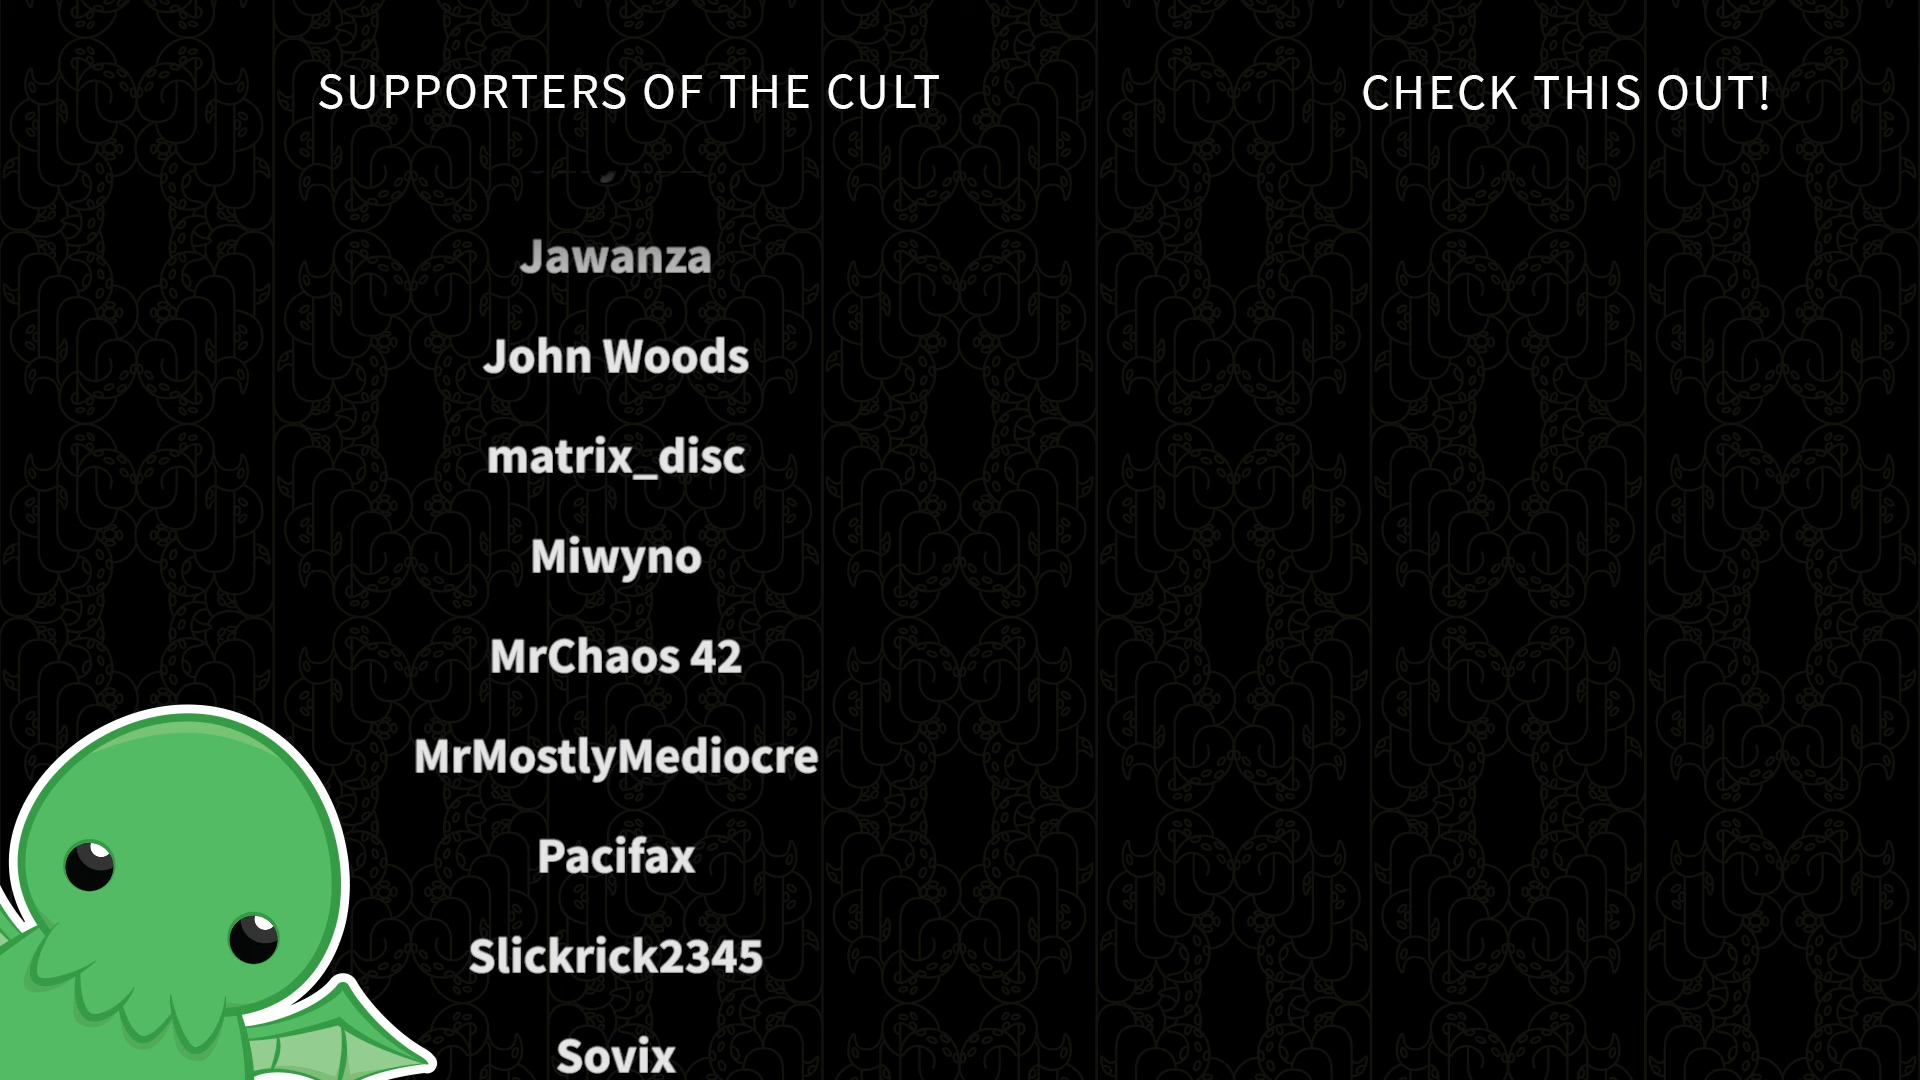 SUPPORTERS OF THE CULT
CHECK THIS OUT!
Jawanza
John Woods
matrix_disc
Miwyno
MrChaos 42
MrMostlyMediocre
Pacifax
Slickrick2345
Sovix